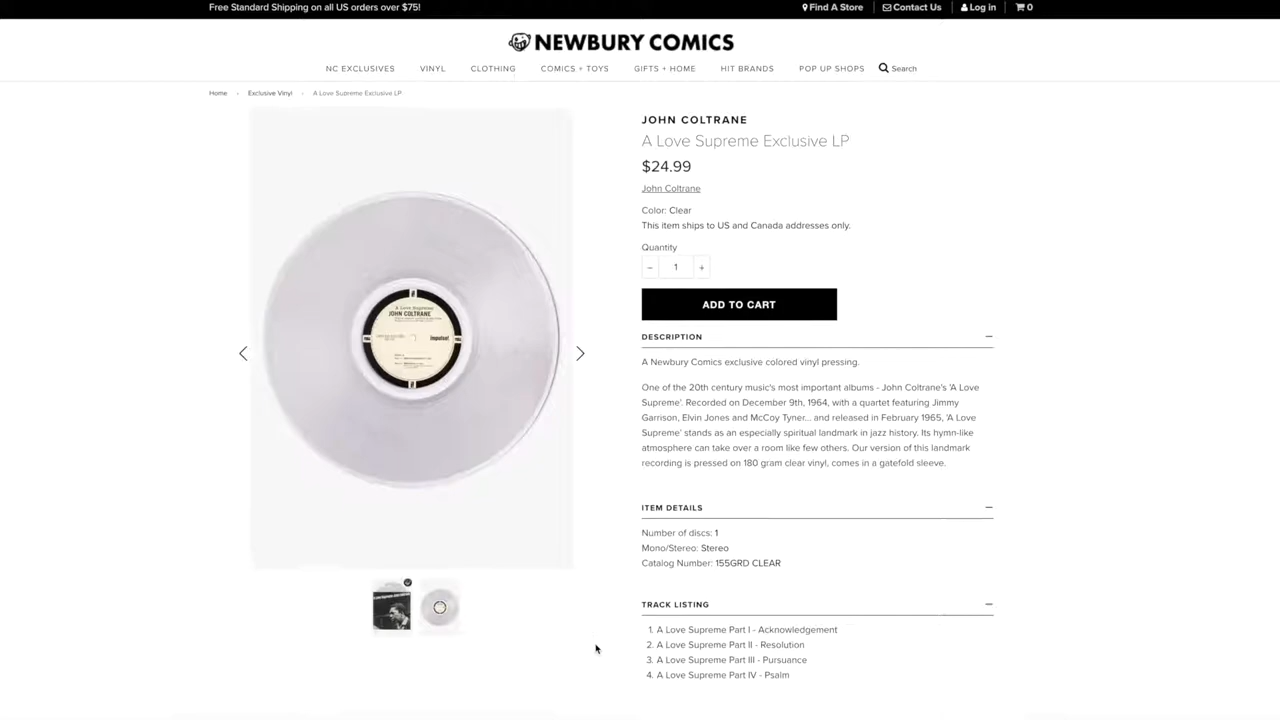 Free Standard Shipping on all US orders over $75!
Find A Store
Contact Us
Log in
0
NEWBURY COMICS
NC EXCLUSIVES
VINYL
CLOTHING
COMICS + TOYS
GIFTS + HOME
HIT BRANDS
POP UP SHOPS
Search
Home › Exclusive Vinyl › A Love Supreme Exclusive LP
JOHN COLTRANE
A Love Supreme Exclusive LP
$24.99
John Coltrane
Color: Clear
This item ships to US and Canada addresses only.
Quantity
− 1 +
ADD TO CART
A Love Supreme
JOHN COLTRANE
impulse!
DESCRIPTION
A Newbury Comics exclusive colored vinyl pressing.
One of the 20th century music's most important albums - John Coltrane's 'A Love
Supreme'. Recorded on December 9th, 1964, with a quartet featuring Jimmy
Garrison, Elvin Jones and McCoy Tyner... and released in February 1965, 'A Love
Supreme' stands as an especially spiritual landmark in jazz history. Its hymn-like
atmosphere can take over a room like few others. Our version of this landmark
recording is pressed on 180 gram clear vinyl, comes in a gatefold sleeve.
ITEM DETAILS
Number of discs: 1
Mono/Stereo: Stereo
Catalog Number: 155GRD CLEAR
TRACK LISTING
1. A Love Supreme Part I - Acknowledgement
2. A Love Supreme Part II - Resolution
3. A Love Supreme Part III - Pursuance
4. A Love Supreme Part IV - Psalm